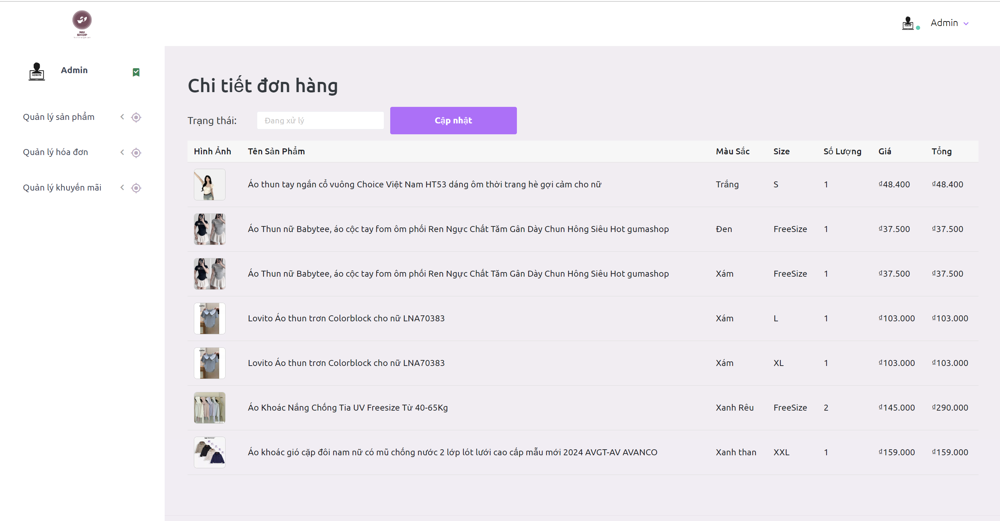 NH
SHOP
ADMIN
Admin
ADMIN
Admin
Quản lý sản phẩm
Quản lý hóa đơn
Quản lý khuyến mãi
Chi tiết đơn hàng
Trạng thái: Đang xử lý Cập nhật
Hình Ảnh Tên Sản Phẩm Màu Sắc Size Số Lượng Giá Tổng
Áo thun tay ngắn cổ vuông Choice Việt Nam HT53 dáng ôm thời trang hè gợi cảm cho nữ Trắng S 1 ₫48.400 ₫48.400
Áo Thun nữ Babytee, áo cộc tay fom ôm phối Ren Ngực Chất Tăm Gân Dày Chun Hông Siêu Hot gumashop Đen FreeSize 1 ₫37.500 ₫37.500
Áo Thun nữ Babytee, áo cộc tay fom ôm phối Ren Ngực Chất Tăm Gân Dày Chun Hông Siêu Hot gumashop Xám FreeSize 1 ₫37.500 ₫37.500
Lovito
Lovito Áo thun trơn Colorblock cho nữ LNA70383 Xám L 1 ₫103.000 ₫103.000
Lovito
Lovito Áo thun trơn Colorblock cho nữ LNA70383 Xám XL 1 ₫103.000 ₫103.000
Áo Khoác Nắng Chống Tia UV Freesize Từ 40-65Kg Xanh Rêu FreeSize 2 ₫145.000 ₫290.000
Áo khoác gió cặp đôi nam nữ có mũ chống nước 2 lớp lót lưới cao cấp mẫu mới 2024 AVGT-AV AVANCO Xanh than XXL 1 ₫159.000 ₫159.000